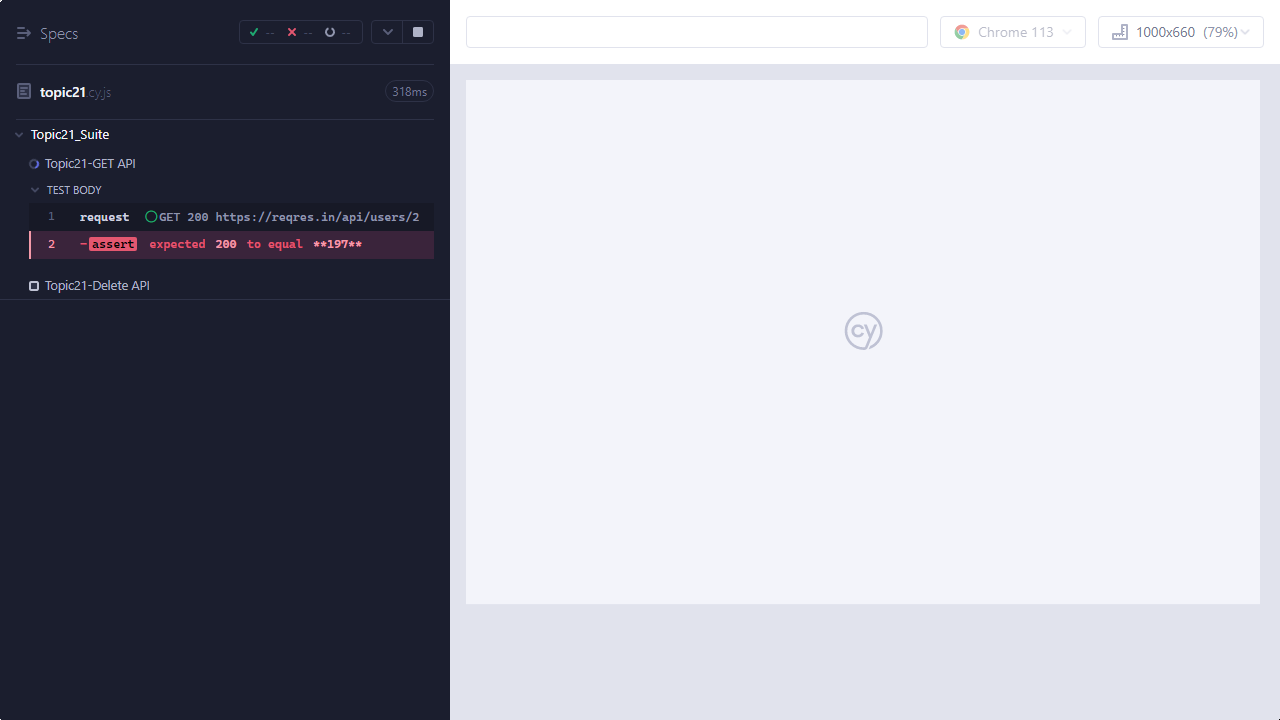 Specs
-- -- --
topic21.cy.js
318ms
Topic21_Suite
Topic21-GET API
TEST BODY
1 request GET 200 https://reqres.in/api/users/2
2 -assert expected 200 to equal **197**
Topic21-Delete API
Chrome 113
1000x660 (79%)
cy